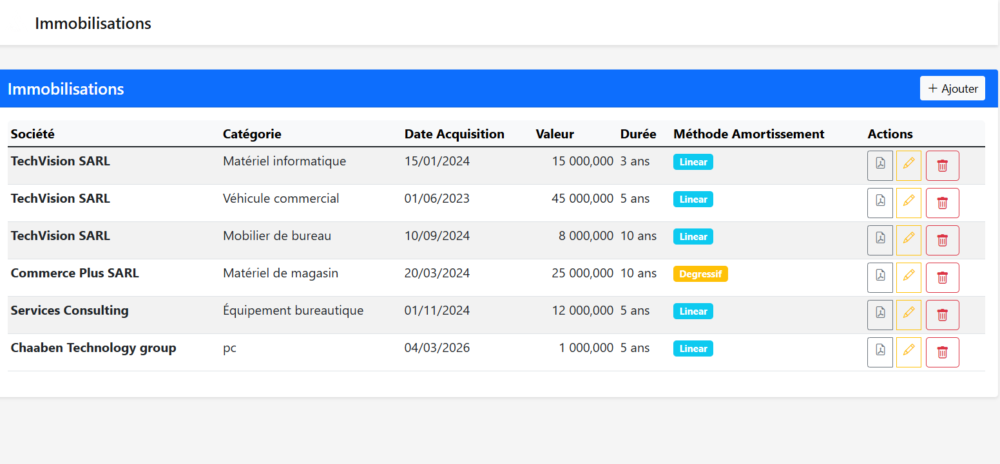 Immobilisations
Immobilisations
+ Ajouter
Société Catégorie Date Acquisition Valeur Durée Méthode Amortissement Actions
TechVision SARL Matériel informatique 15/01/2024 15 000,000 3 ans Linear
TechVision SARL Véhicule commercial 01/06/2023 45 000,000 5 ans Linear
TechVision SARL Mobilier de bureau 10/09/2024 8 000,000 10 ans Linear
Commerce Plus SARL Matériel de magasin 20/03/2024 25 000,000 10 ans Degressif
Services Consulting Équipement bureautique 01/11/2024 12 000,000 5 ans Linear
Chaaben Technology group pc 04/03/2026 1 000,000 5 ans Linear